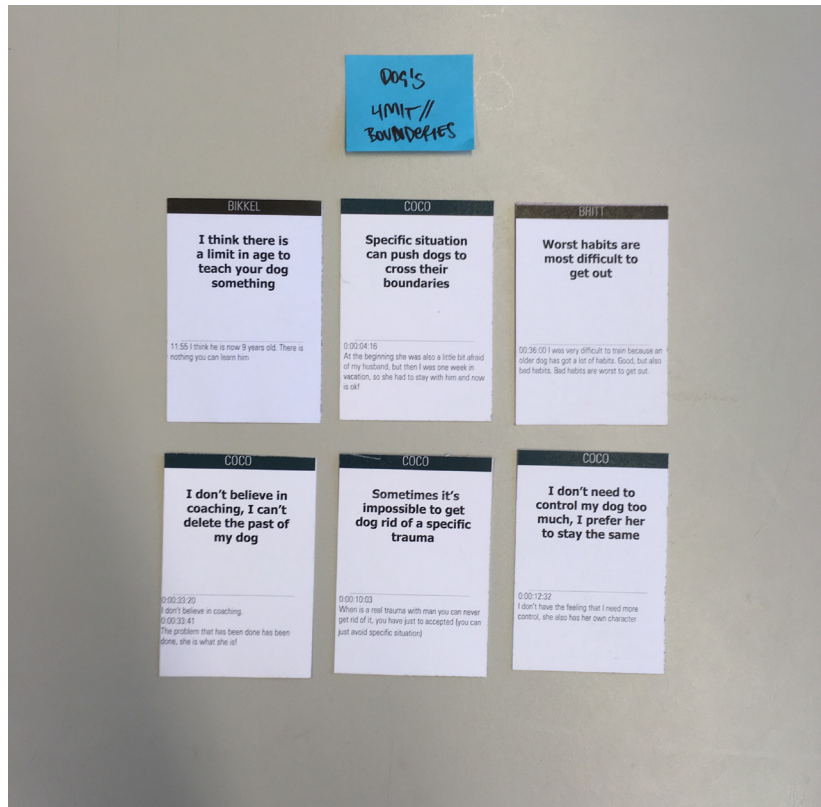 DOG'S
LIMIT//
BOUNDERIES
BIKKEL
I think there is
a limit in age to
teach your dog
something
11:55 I think he is now 9 years old. There is
nothing you can learn him
COCO
Specific situation
can push dogs to
cross their
boundaries
0:00:04:16
At the beginning she was also a little bit afraid
of my husband, but then I was one week in
vacation, so she had to stay with him and now
is ok!
BRITT
Worst habits are
most difficult to
get out
00:36:00 I was very difficult to train because an
older dog has got a lot of habits. Good, but also
bad habits. Bad habits are worst to get out.
COCO
I don't believe in
coaching, I can't
delete the past of
my dog
0:00:33:20
I don't believe in coaching.
0:00:33:41
The problem that has been done has been
done, she is what she is!
COCO
Sometimes it's
impossible to get
dog rid of a specific
trauma
0:00:10:03
When is a reel trauma with man you can never
get rid of it, you have just to accepted (you can
just avoid specific situation)
COCO
I don't need to
control my dog too
much, I prefer her
to stay the same
0:00:12:32
I don't have the feeling that I need more
control, she also has her own character